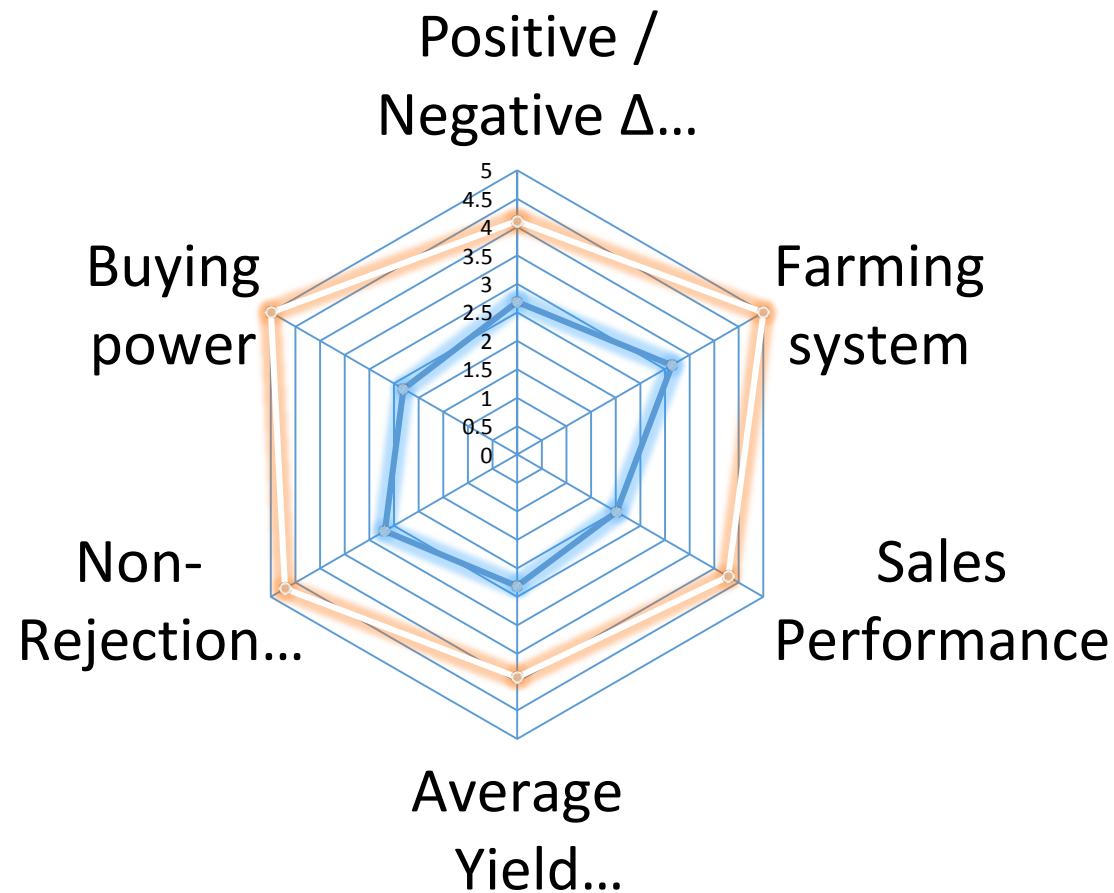 Positive /
Negative Δ...
5
4.5
4
3.5
3
2.5
2
1.5
1
0.5
0
Farming
system
Sales
Performance
Average
Yield...
Non-
Rejection...
Buying
power